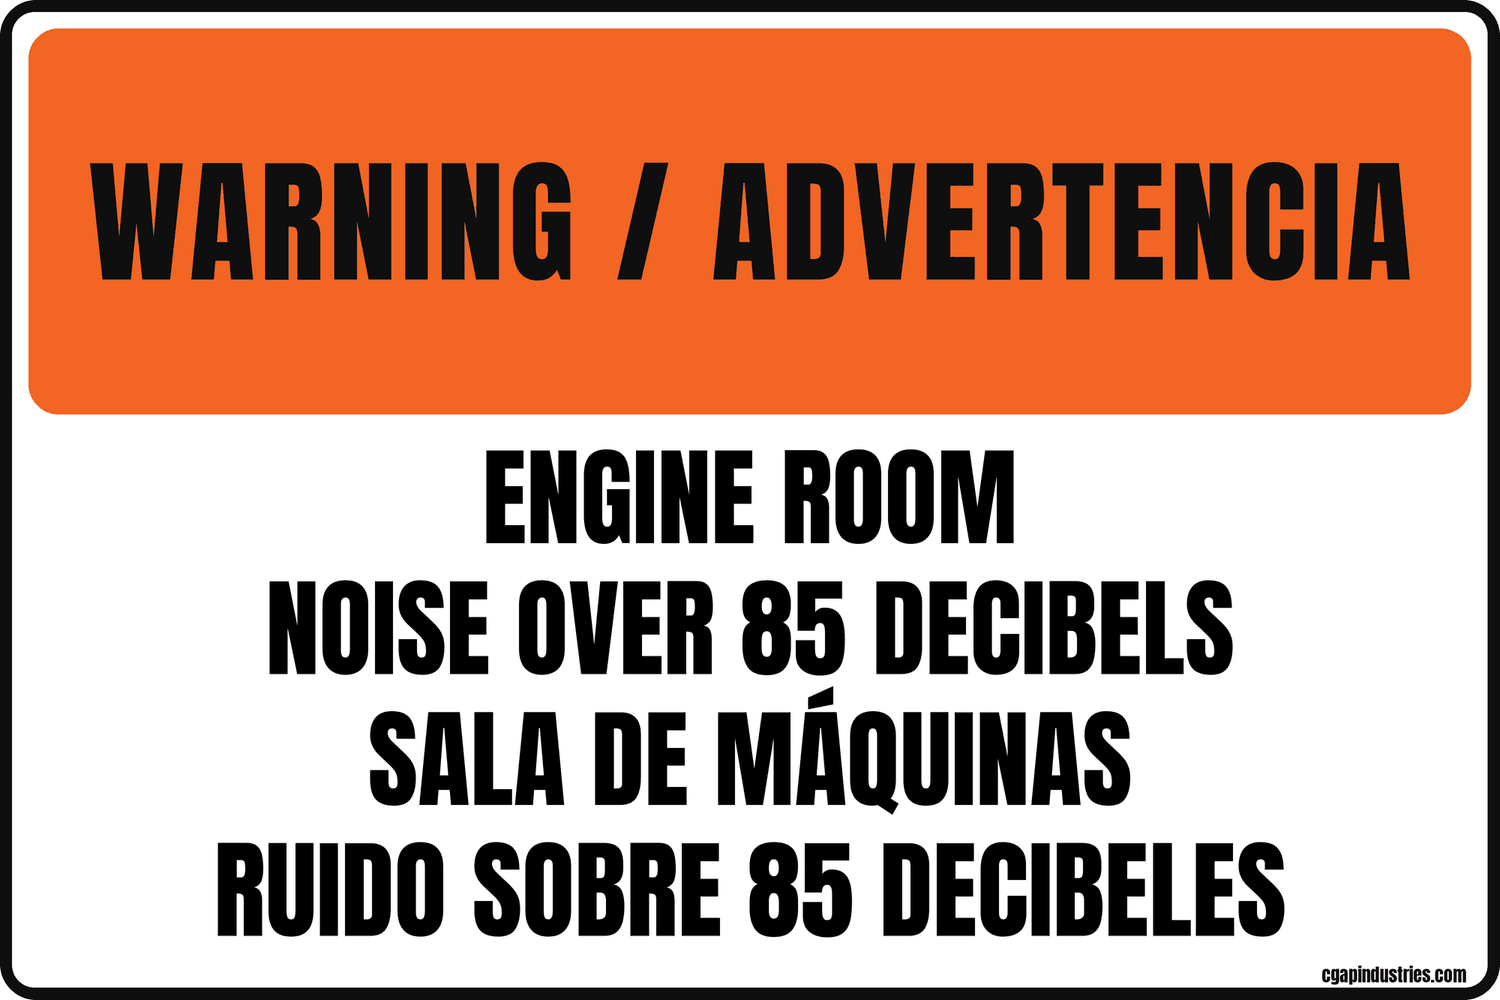 WARNING / ADVERTENCIA
ENGINE ROOM
NOISE OVER 85 DECIBELS
SALA DE MÁQUINAS
RUIDO SOBRE 85 DECIBELES
cgapindustries.com